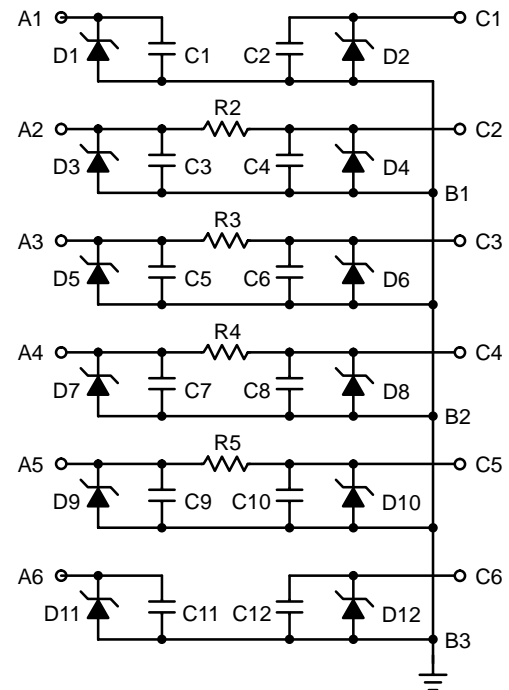 A1 C1
D1 C1 C2 D2
R2
A2 C2
D3 C3 C4 D4
B1
R3
A3 C3
D5 C5 C6 D6
R4
A4 C4
D7 C7 C8 D8
B2
R5
A5 C5
D9 C9 C10 D10
A6 C6
D11 C11 C12 D12
B3